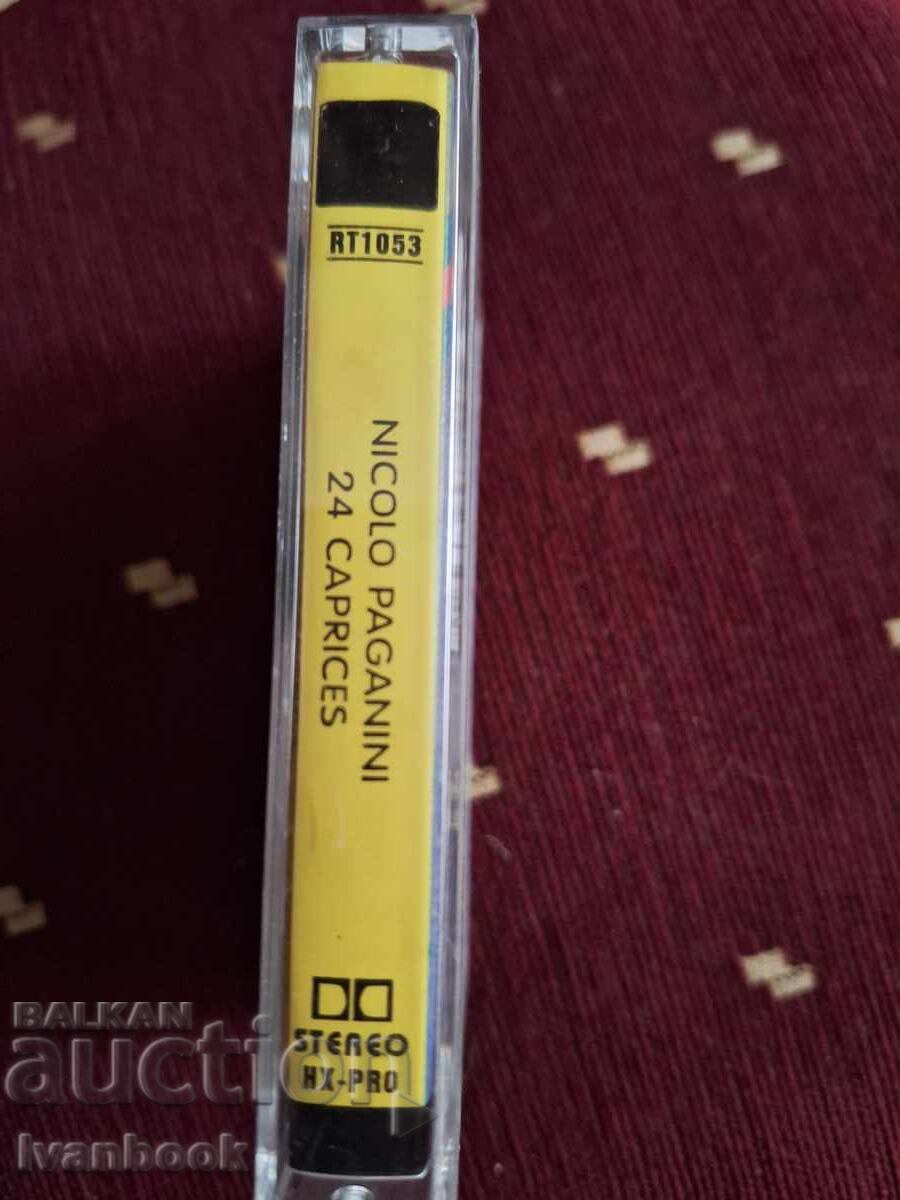 RT1053
NICOLO PAGANINI
24 CAPRICES
STEREO
HX-PRO
BALKAN
auction
Ivanbook